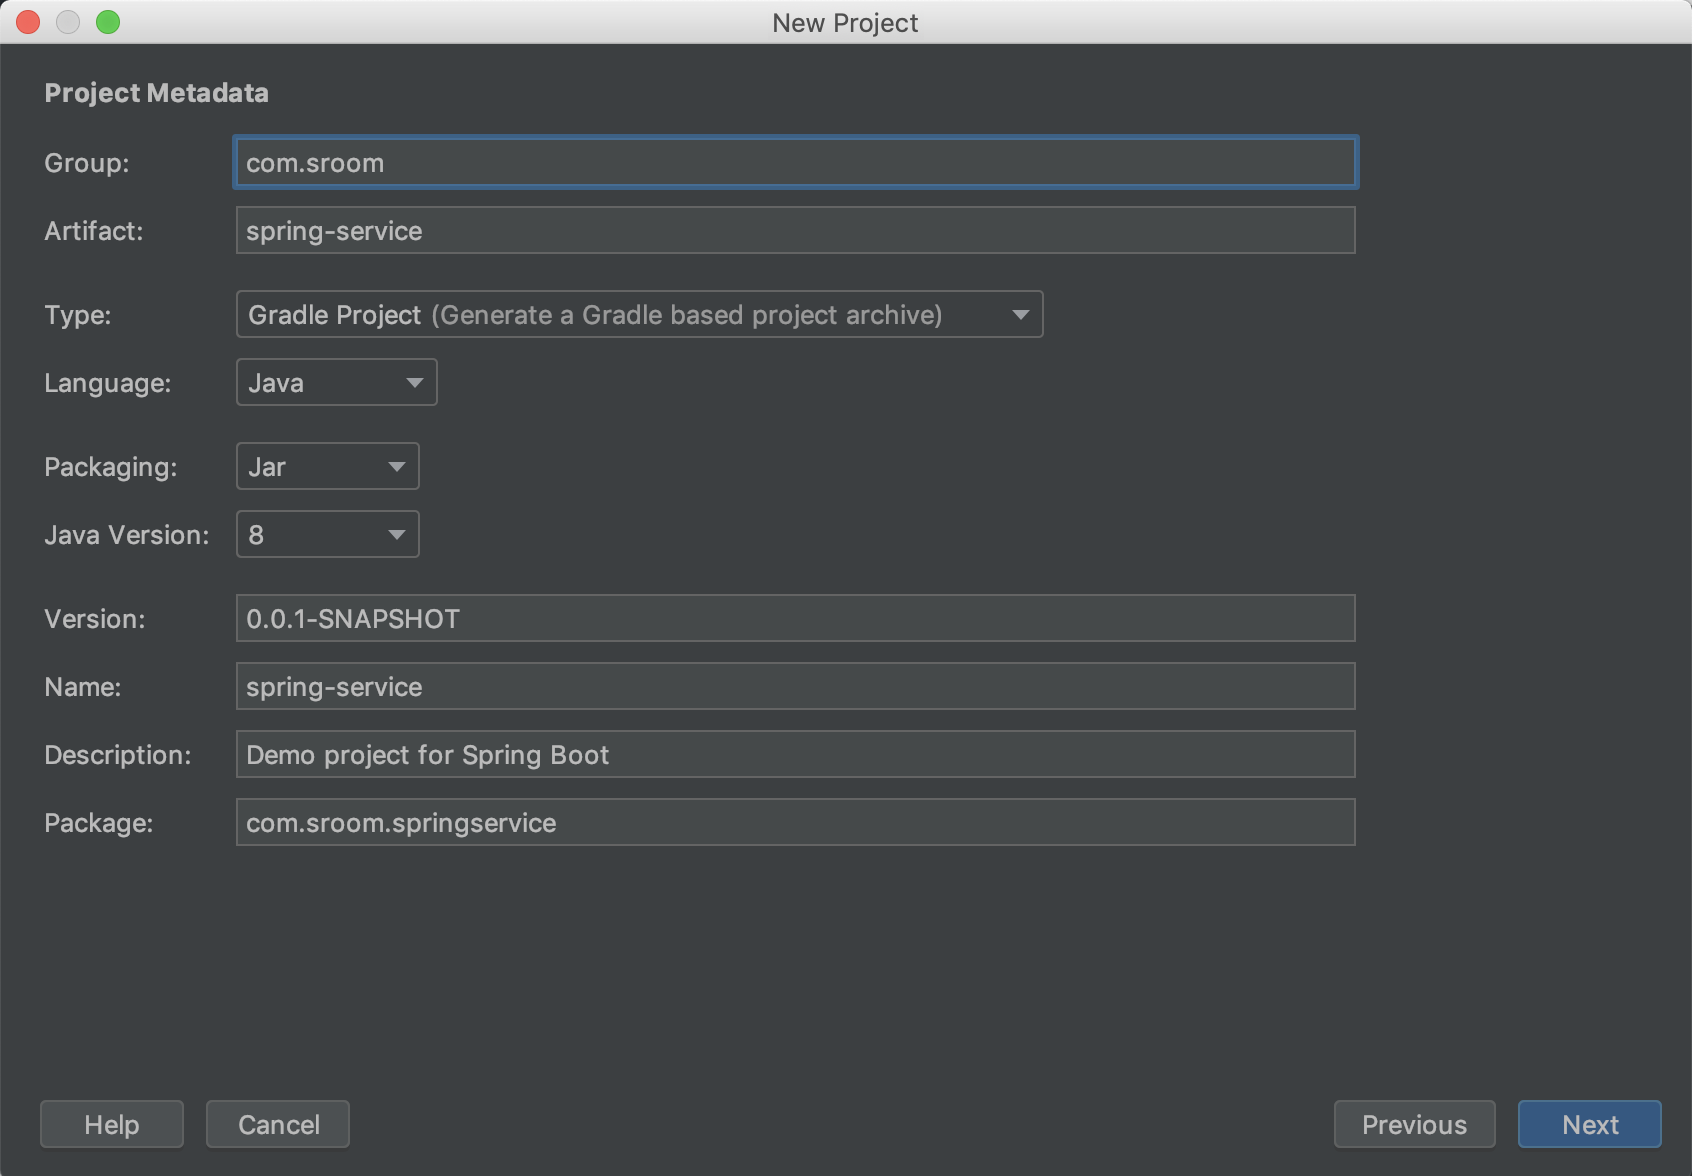 New Project
Project Metadata
Group: com.sroom
Artifact: spring-service
Type: Gradle Project (Generate a Gradle based project archive)
Language: Java
Packaging: Jar
Java Version: 8
Version: 0.0.1-SNAPSHOT
Name: spring-service
Description: Demo project for Spring Boot
Package: com.sroom.springservice
Help Cancel Previous Next